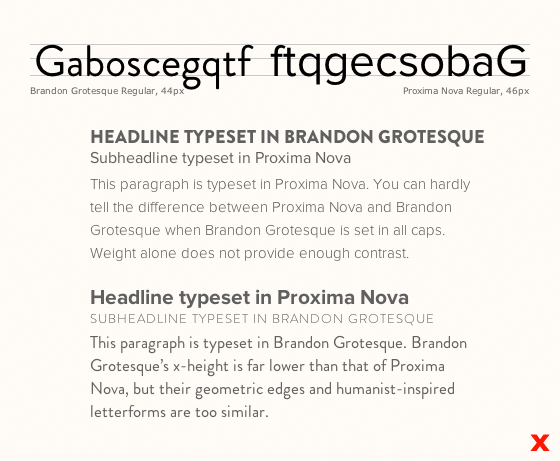 Gaboscegqtf ftqgecsobaG
Brandon Grotesque Regular, 44px Proxima Nova Regular, 46px
HEADLINE TYPESET IN BRANDON GROTESQUE
Subheadline typeset in Proxima Nova
This paragraph is typeset in Proxima Nova. You can hardly
tell the difference between Proxima Nova and Brandon
Grotesque when Brandon Grotesque is set in all caps.
Weight alone does not provide enough contrast.
Headline typeset in Proxima Nova
SUBHEADLINE TYPESET IN BRANDON GROTESQUE
This paragraph is typeset in Brandon Grotesque. Brandon
Grotesque’s x-height is far lower than that of Proxima
Nova, but their geometric edges and humanist-inspired
letterforms are too similar.
x